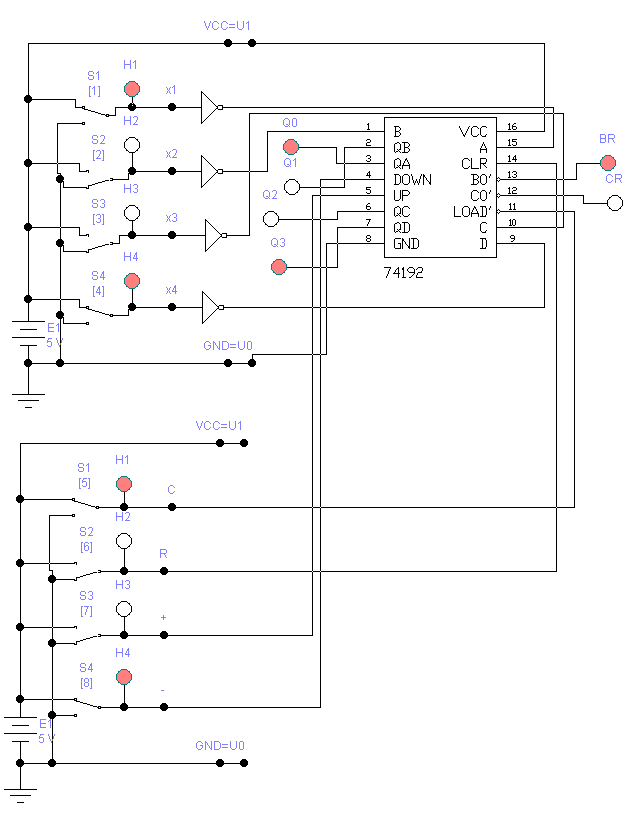 VCC=U1
S1
[1]
H1
x1
H2
S2
[2]
x2
H3
S3
[3]
x3
H4
S4
[4]
x4
E1
5 V
GND=U0
Q0
Q1
Q2
Q3
1 B VCC 16
2 QB A 15
3 QA CLR 14
4 DOWN BO' 13
5 UP CO' 12
6 QC LOAD' 11
7 QD C 10
8 GND D 9
74192
BR
CR
VCC=U1
S1
[5]
H1
C
H2
S2
[6]
R
H3
S3
[7]
+
H4
S4
[8]
-
E1
5 V
GND=U0